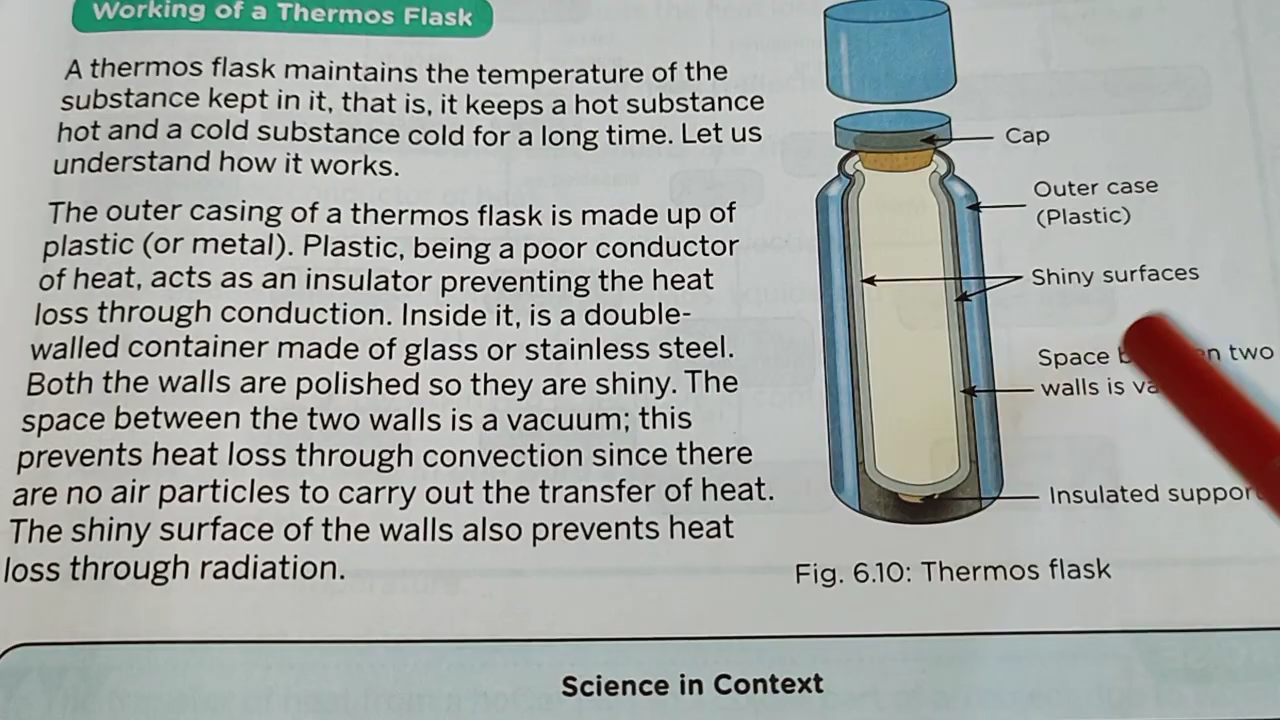 Working of a Thermos Flask
A thermos flask maintains the temperature of the
substance kept in it, that is, it keeps a hot substance
hot and a cold substance cold for a long time. Let us
understand how it works.
The outer casing of a thermos flask is made up of
plastic (or metal). Plastic, being a poor conductor
of heat, acts as an insulator preventing the heat
loss through conduction. Inside it, is a double-
walled container made of glass or stainless steel.
Both the walls are polished so they are shiny. The
space between the two walls is a vacuum; this
prevents heat loss through convection since there
are no air particles to carry out the transfer of heat.
The shiny surface of the walls also prevents heat
loss through radiation.
Cap
Outer case
(Plastic)
Shiny surfaces
Space two
walls is
Insulated support
Fig. 6.10: Thermos flask
Science in Context